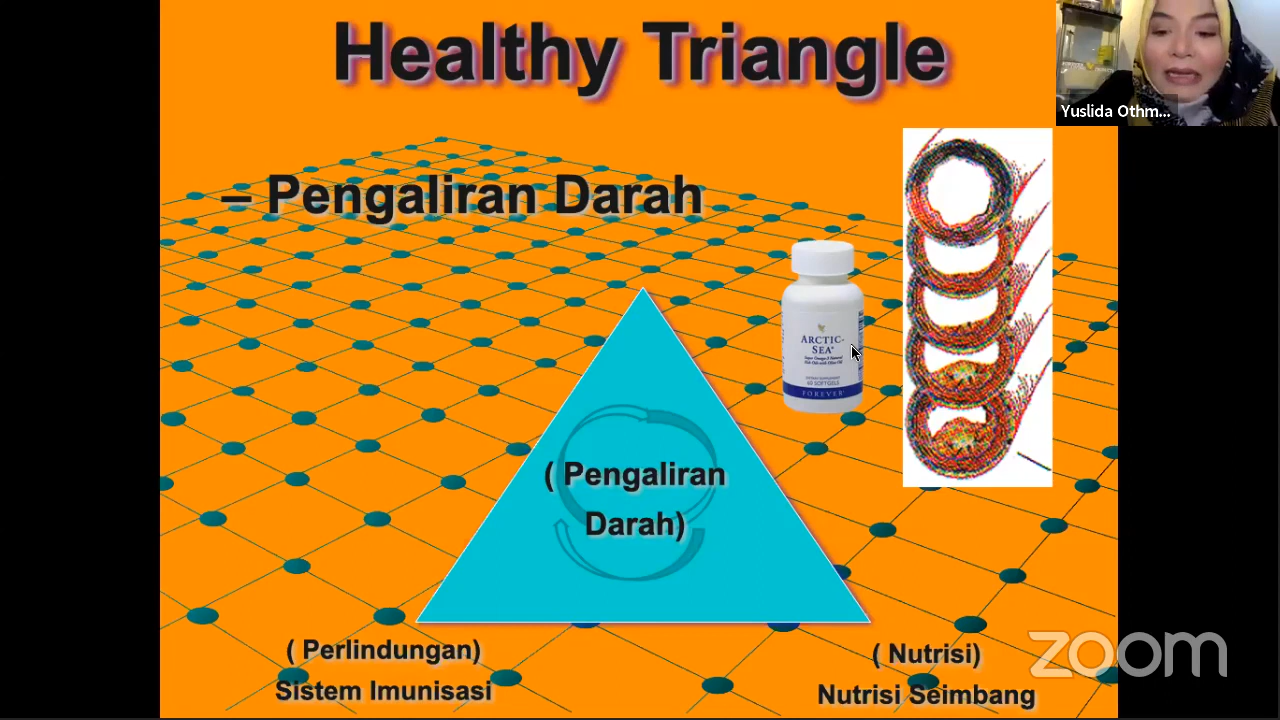 Healthy Triangle
Yuslida Othm...
– Pengaliran Darah
ARCTIC-
SEA
FOREVER
( Pengaliran
Darah)
( Perlindungan)
Sistem Imunisasi
( Nutrisi)
Nutrisi Seimbang
zoom